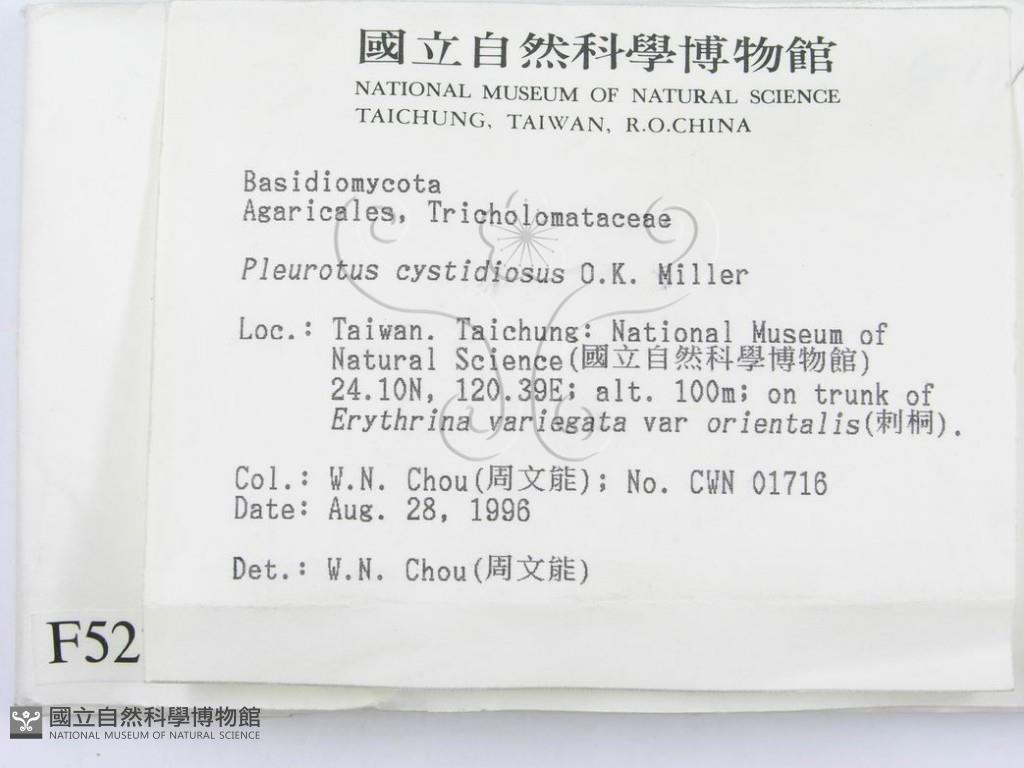 國立自然科學博物館
NATIONAL MUSEUM OF NATURAL SCIENCE
TAICHUNG, TAIWAN, R.O.CHINA
Basidiomycota
Agaricales, Tricholomataceae
Pleurotus cystidiosus O.K. Miller
Loc.: Taiwan. Taichung: National Museum of
Natural Science(國立自然科學博物館)
24.10N, 120.39E; alt. 100m; on trunk of
Erythrina variegata var orientalis(刺桐).
Col.: W.N. Chou(周文能); No. CWN 01716
Date: Aug. 28, 1996
Det.: W.N. Chou(周文能)
F52
國立自然科學博物館
NATIONAL MUSEUM OF NATURAL SCIENCE